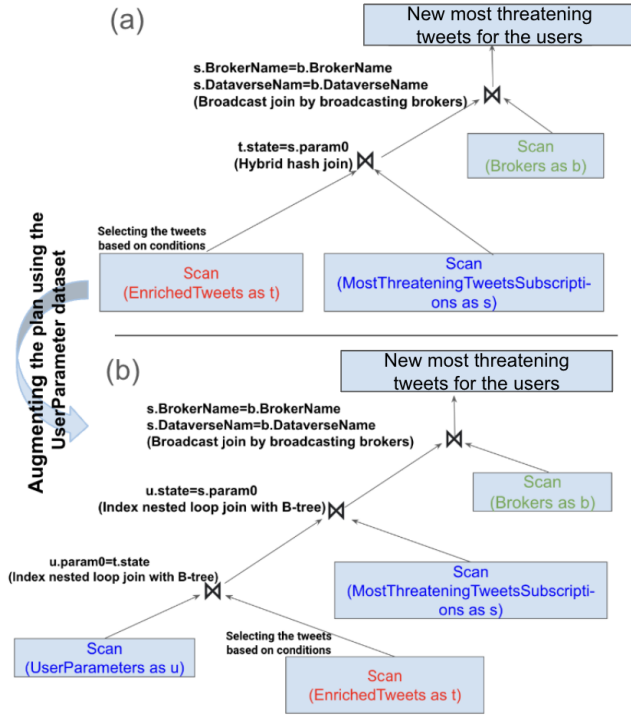 (a)
New most threatening
tweets for the users
s.BrokerName=b.BrokerName
s.DataverseNam=b.DataverseName
(Broadcast join by broadcasting brokers)
t.state=s.param0
(Hybrid hash join)
Scan
(Brokers as b)
Selecting the tweets
based on conditions
Scan
(EnrichedTweets as t)
Scan
(MostThreateningTweetsSubscripti-
ons as s)
Augmenting the plan using the
UserParameter dataset
(b)
New most threatening
tweets for the users
s.BrokerName=b.BrokerName
s.DataverseNam=b.DataverseName
(Broadcast join by broadcasting brokers)
u.state=s.param0
(Index nested loop join with B-tree)
Scan
(Brokers as b)
u.param0=t.state
(Index nested loop join with B-tree)
Scan
(MostThreateningTweetsSubscripti-
ons as s)
Scan
(UserParameters as u)
Selecting the tweets
based on conditions
Scan
(EnrichedTweets as t)